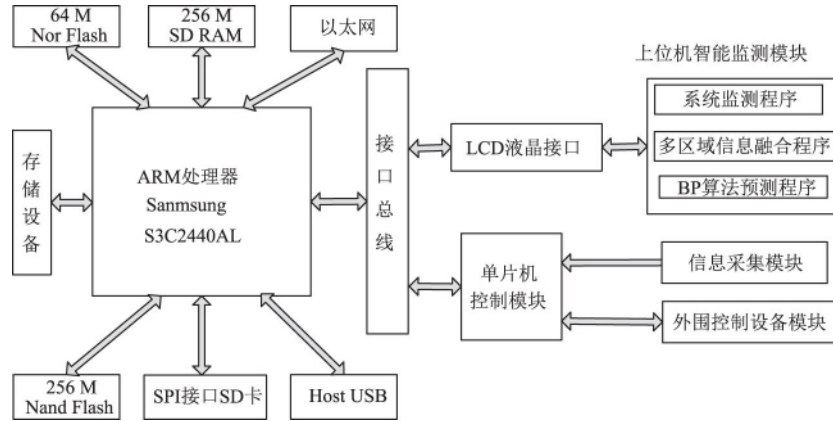 64 M
Nor Flash
256 M
SD RAM
以太网
上位机智能监测模块
系统监测程序
多区域信息融合程序
BP算法预测程序
存
储
设
备
ARM处理器
Sanmsung
S3C2440AL
接
口
总
线
LCD液晶接口
单片机
控制模块
信息采集模块
外围控制设备模块
256 M
Nand Flash
SPI接口SD卡
Host USB